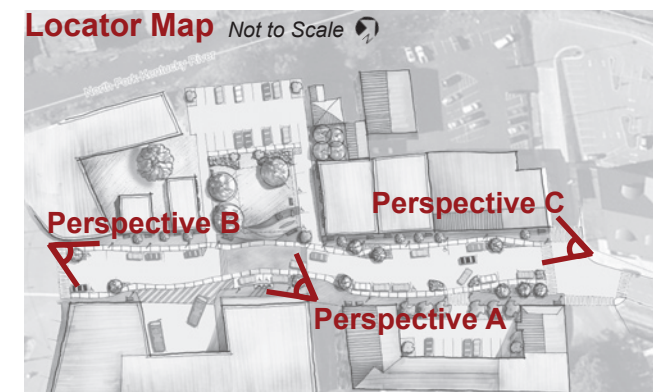 Locator Map Not to Scale
N
North Fork Kentucky River
Perspective B
Perspective C
Perspective A